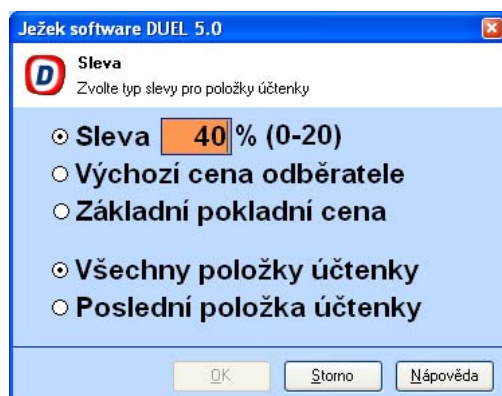 Ježek software DUEL 5.0
D
Sleva
Zvolte typ slevy pro položky účtenky
Sleva 40 % (0-20)
Výchozí cena odběratele
Základní pokladní cena
Všechny položky účtenky
Poslední položka účtenky
OK Storno Nápověda